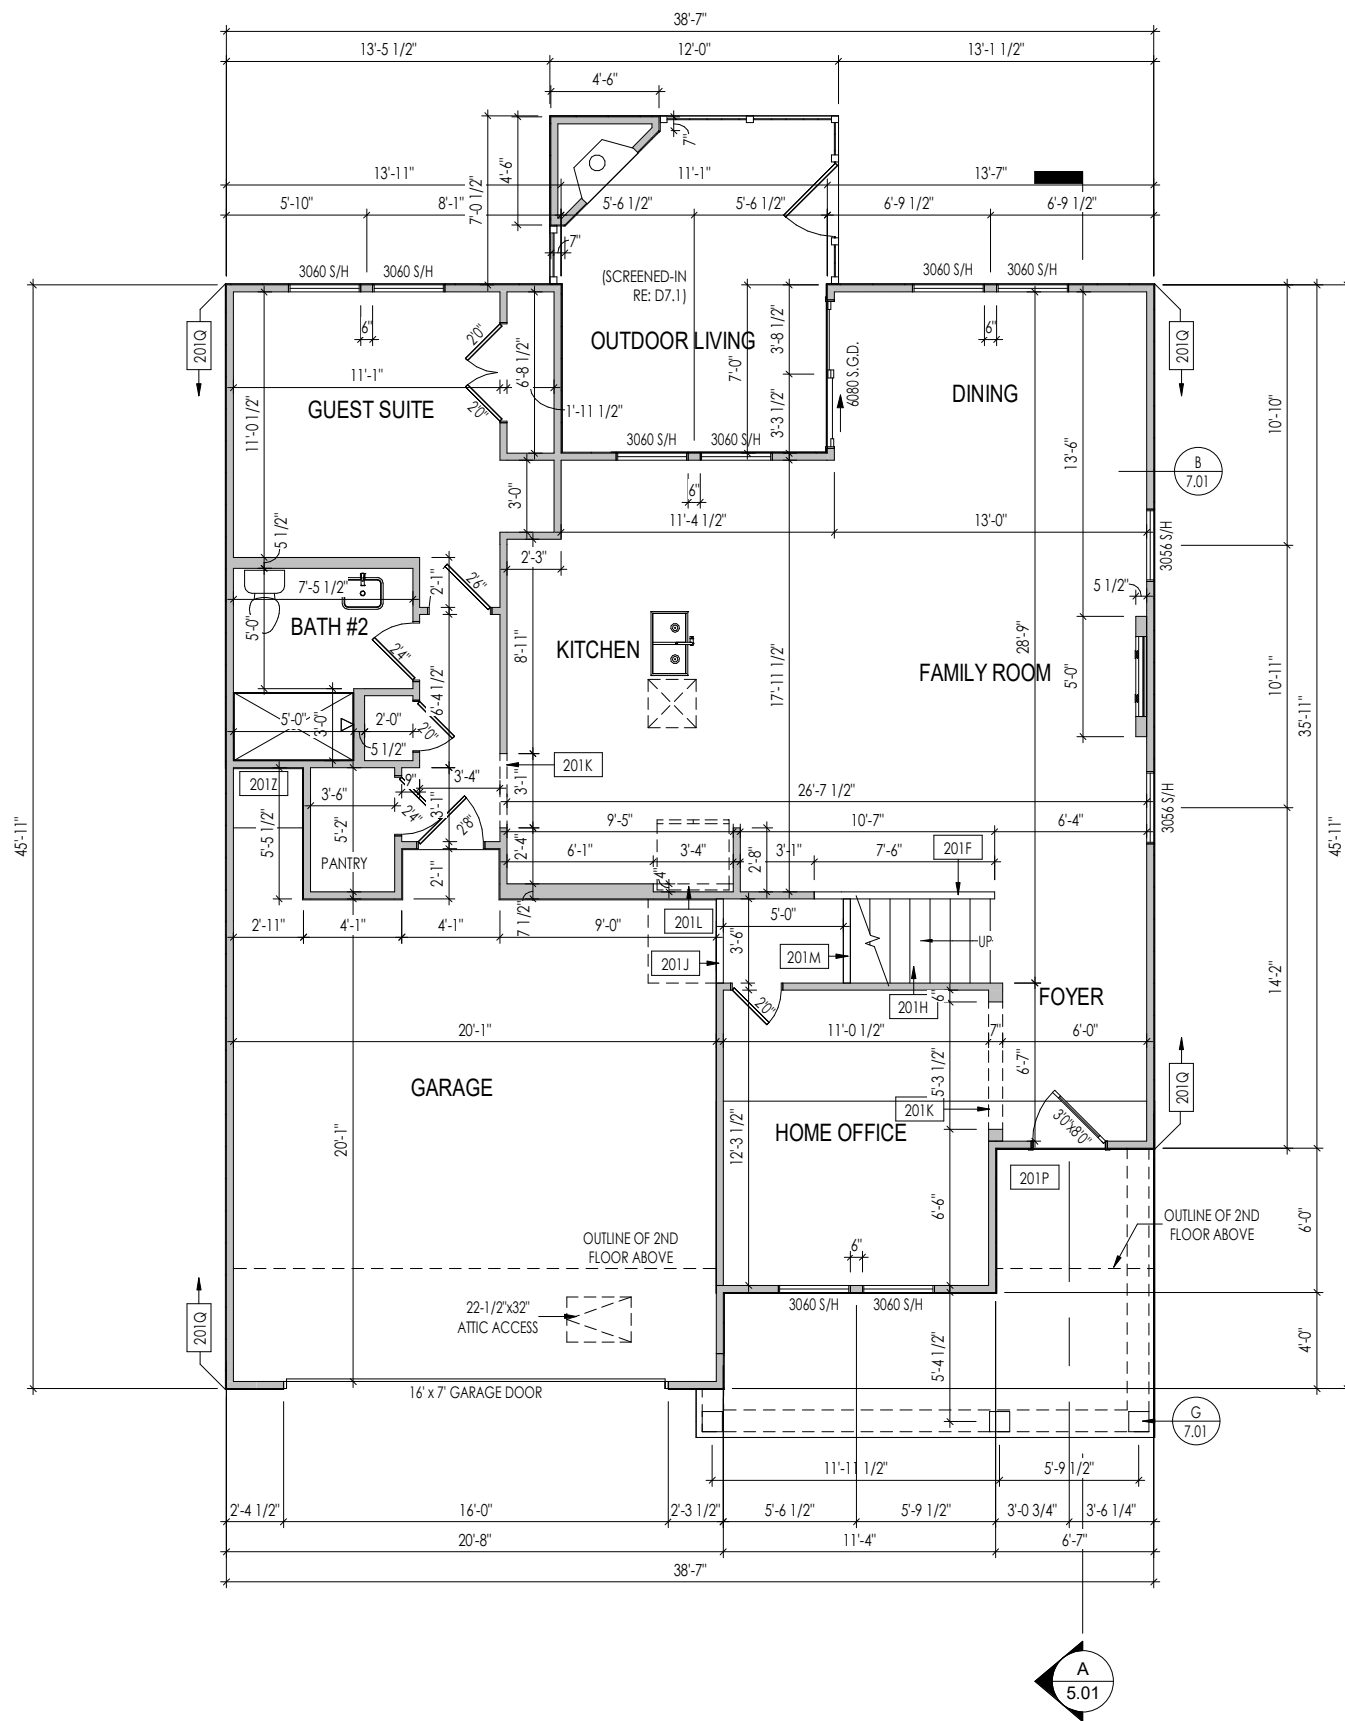 38'-7"
13'-5 1/2"
12'-0"
13'-1 1/2"
4'-6"
7"
4'-6"
7'-0 1/2"
13'-11"
11'-1"
13'-7"
5'-10"
8'-1"
5'-6 1/2"
5'-6 1/2"
6'-9 1/2"
6'-9 1/2"
7"
3060 S/H
3060 S/H
(SCREENED-IN
RE: D7.1)
3060 S/H
3060 S/H
201Q
6"
2'0"
6'-8 1/2"
OUTDOOR LIVING
7'-0"
3'-8 1/2"
6080 S.G.D.
6"
201Q
11'-1"
GUEST SUITE
2'0"
1'-11 1/2"
DINING
11'-0 1/2"
3'-3 1/2"
3060 S/H
3060 S/H
13'-6"
10'-10"
B
7.01
3'-0"
6"
11'-4 1/2"
13'-0"
5 1/2"
2'-3"
3056 S/H
7'-5 1/2"
2'-1"
2'6"
5 1/2"
5'-0"
BATH #2
2'4"
8'-11"
KITCHEN
28'-9"
FAMILY ROOM
5'-0"
17'-11 1/2"
10'-11"
35'-11"
6'-4 1/2"
5'-0"
3'-0"
2'-0"
2'0"
5 1/2"
201Z
9"
3'-4"
3'-1"
201K
3'-6"
2'4"
3'-1"
2'8"
26'-7 1/2"
3056 S/H
45'-11"
45'-11"
5'-5 1/2"
5'-2"
9'-5"
10'-7"
6'-4"
PANTRY
2'-1"
2'-4"
6'-1"
3'-4"
2'-8"
3'-1"
7'-6"
201F
4"
2'-11"
4'-1"
4'-1"
7 1/2"
9'-0"
201L
3'-6"
5'-0"
UP
201J
201M
14'-2"
2'0"
201H
6"
FOYER
20'-1"
11'-0 1/2"
7"
6'-0"
GARAGE
5'-3 1/2"
6'-7"
201Q
201K
3'0"x8'0"
HOME OFFICE
20'-1"
12'-3 1/2"
201P
6'-6"
OUTLINE OF 2ND
FLOOR ABOVE
6"
OUTLINE OF 2ND
FLOOR ABOVE
6'-0"
22-1/2"x32"
ATTIC ACCESS
3060 S/H
3060 S/H
201Q
5'-4 1/2"
4'-0"
16' x 7' GARAGE DOOR
G
7.01
11'-11 1/2"
5'-9 1/2"
2'-4 1/2"
16'-0"
2'-3 1/2"
5'-6 1/2"
5'-9 1/2"
3'-0 3/4"
3'-6 1/4"
20'-8"
11'-4"
6'-7"
38'-7"
A
5.01